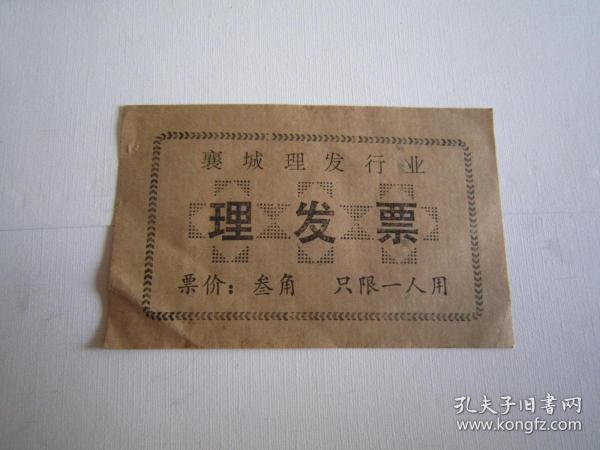 襄城理发行业
理发票
票价：叁角 只限一人用
孔夫子旧书网
www.kongfz.com